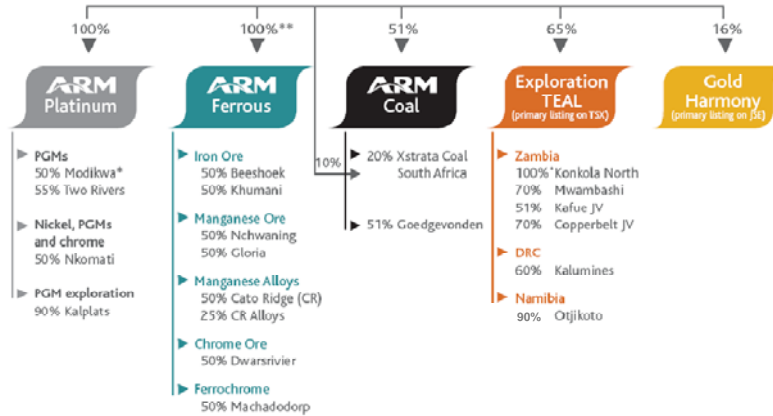 100%
100%**
51%
65%
16%
ARM
Platinum
ARM
Ferrous
ARM
Coal
Exploration
TEAL
(primary listing on TSX)
Gold
Harmony
(primary listing on JSE)
PGMs
50% Modikwa*
55% Two Rivers
Nickel, PGMs
and chrome
50% Nkomati
PGM exploration
90% Kalplats
Iron Ore
50% Beeshoek
50% Khumani
Manganese Ore
50% Nchwaning
50% Gloria
Manganese Alloys
50% Cato Ridge (CR)
25% CR Alloys
Chrome Ore
50% Dwarsrivier
Ferrochrome
50% Machadodorp
10%
20% Xstrata Coal
South Africa
51% Goedgevonden
Zambia
100%* Konkola North
70% Mwambashi
51% Kafue JV
70% Copperbelt JV
DRC
60% Kalumines
Namibia
90% Otjikoto